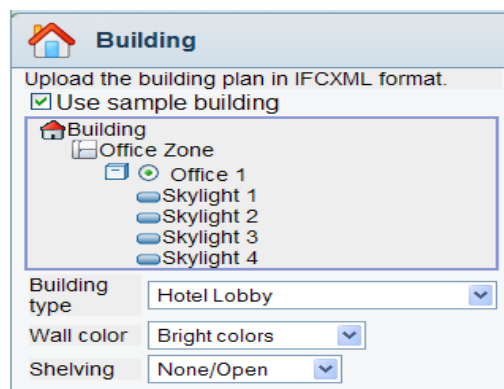 Building
Upload the building plan in IFCXML format.
Use sample building
Building
Office Zone
Office 1
Skylight 1
Skylight 2
Skylight 3
Skylight 4
Building type Hotel Lobby
Wall color Bright colors
Shelving None/Open